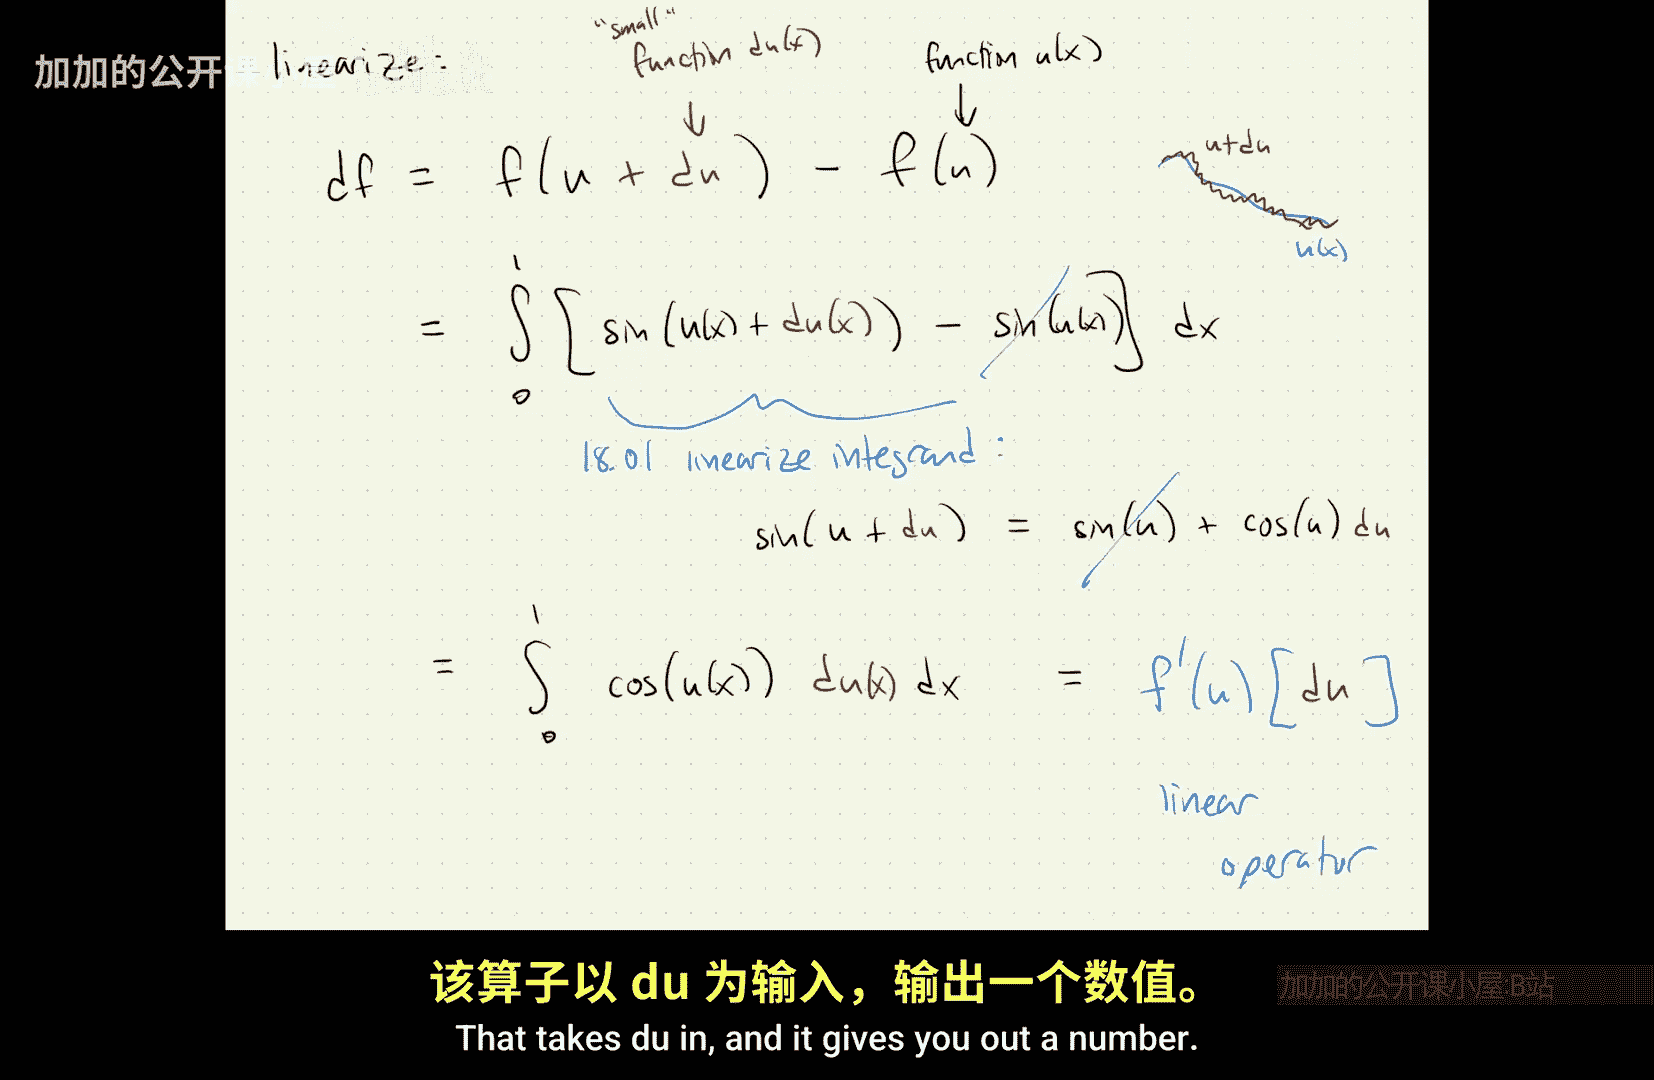 加加的公开
linearize:
"small"
function du(x)
function u(x)
df = f(u + du) - f(u)
u+du
u(x)
= ∫₀¹ [sin(u(x) + du(x)) - sin(u(x))] dx
18.01 linearize integrand:
sin(u + du) = sin(u) + cos(u) du
= ∫₀¹ cos(u(x)) du(x) dx = f'(u)[du]
linear
operator
该算子以 du 为输入，输出一个数值。
加加的公开课小屋:B站
That takes du in, and it gives you out a number.